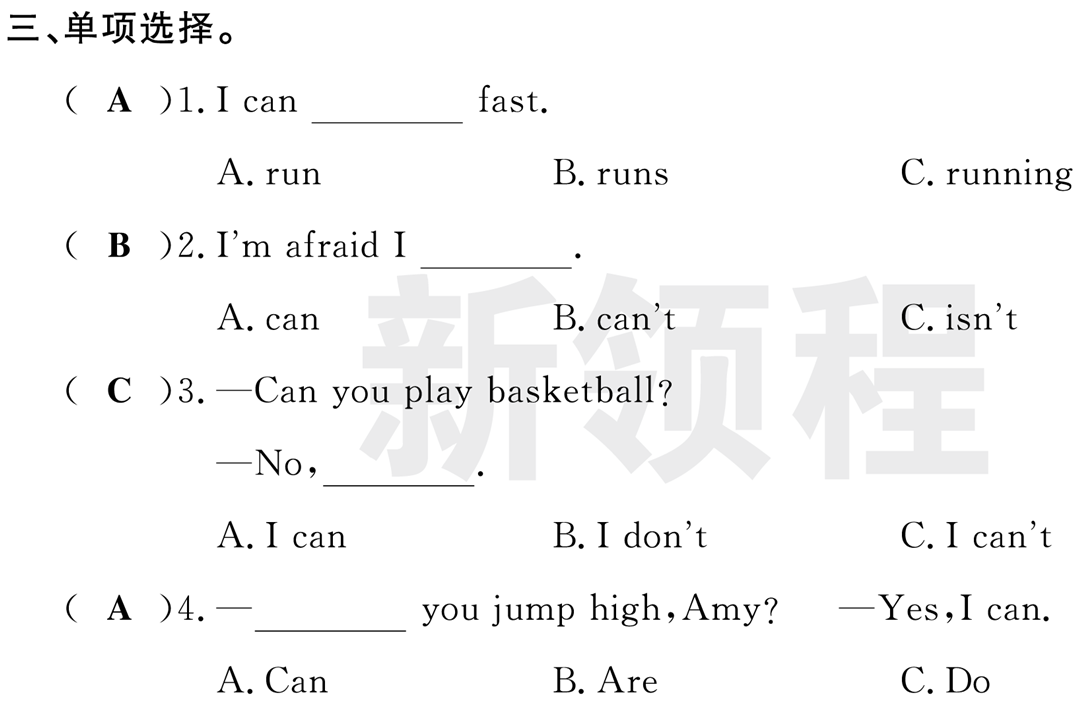 三、单项选择。
( A )1. I can ________ fast.
A. run B. runs C. running
( B )2. I'm afraid I ________.
A. can B. can't C. isn't
( C )3. —Can you play basketball?
—No, ________.
A. I can B. I don't C. I can't
( A )4. — ________ you jump high, Amy? —Yes, I can.
A. Can B. Are C. Do
新领程